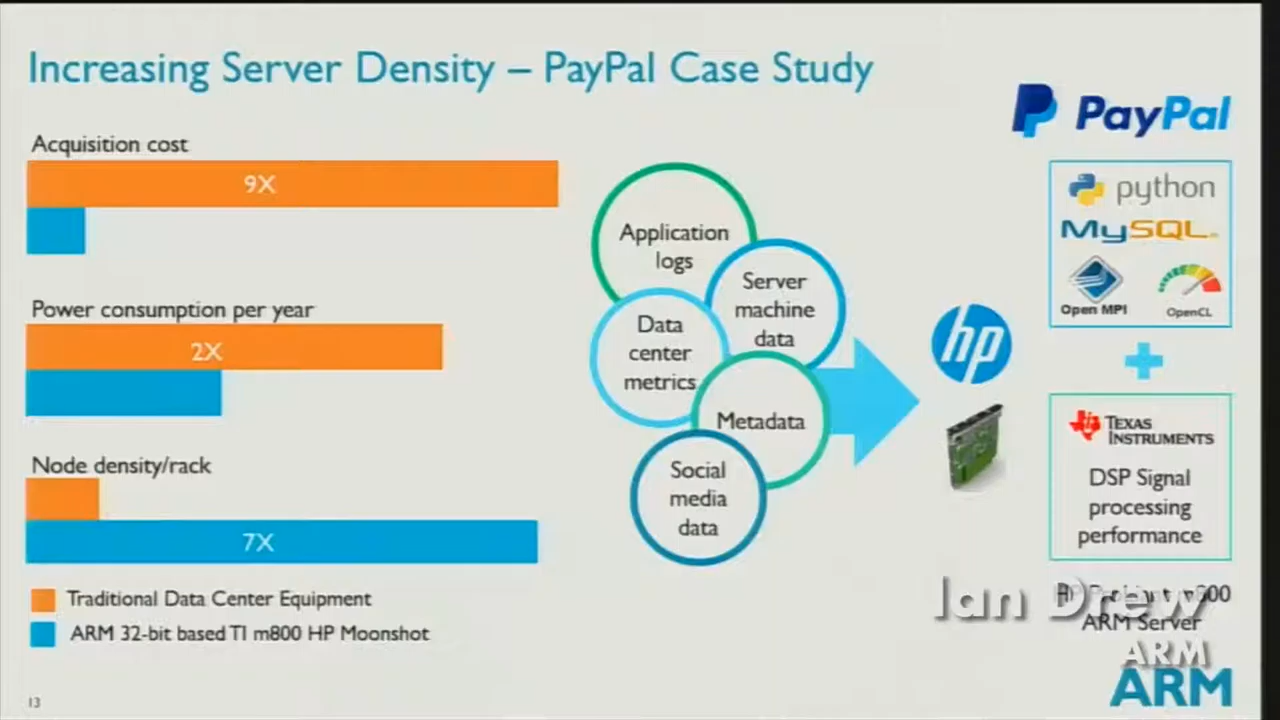 Increasing Server Density – PayPal Case Study
PayPal
Acquisition cost
9X
Power consumption per year
2X
Node density/rack
7X
Traditional Data Center Equipment
ARM 32-bit based TI m800 HP Moonshot
Application
logs
Server
machine
data
Data
center
metrics
Metadata
Social
media
data
hp
python
MySQL
Open MPI
OpenCL
TEXAS
INSTRUMENTS
DSP Signal
processing
performance
HP m800
ARM Server
Ian Drew
ARM
ARM
13